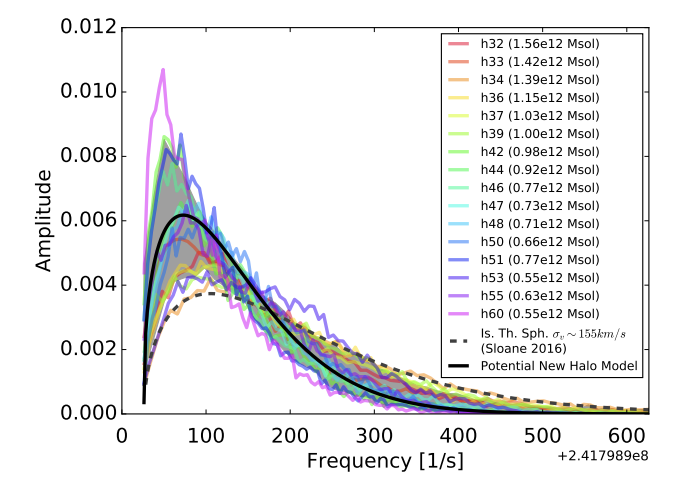 0.012
0.010
0.008
0.006
0.004
0.002
0.000
Amplitude
h32 (1.56e12 Msol)
h33 (1.42e12 Msol)
h34 (1.39e12 Msol)
h36 (1.15e12 Msol)
h37 (1.03e12 Msol)
h39 (1.00e12 Msol)
h42 (0.98e12 Msol)
h44 (0.92e12 Msol)
h46 (0.77e12 Msol)
h47 (0.73e12 Msol)
h48 (0.71e12 Msol)
h50 (0.66e12 Msol)
h51 (0.77e12 Msol)
h53 (0.55e12 Msol)
h55 (0.63e12 Msol)
h60 (0.55e12 Msol)
Is. Th. Sph. σᵥ ∼ 155km/s
(Sloane 2016)
Potential New Halo Model
0 100 200 300 400 500 600
+2.417989e8
Frequency [1/s]